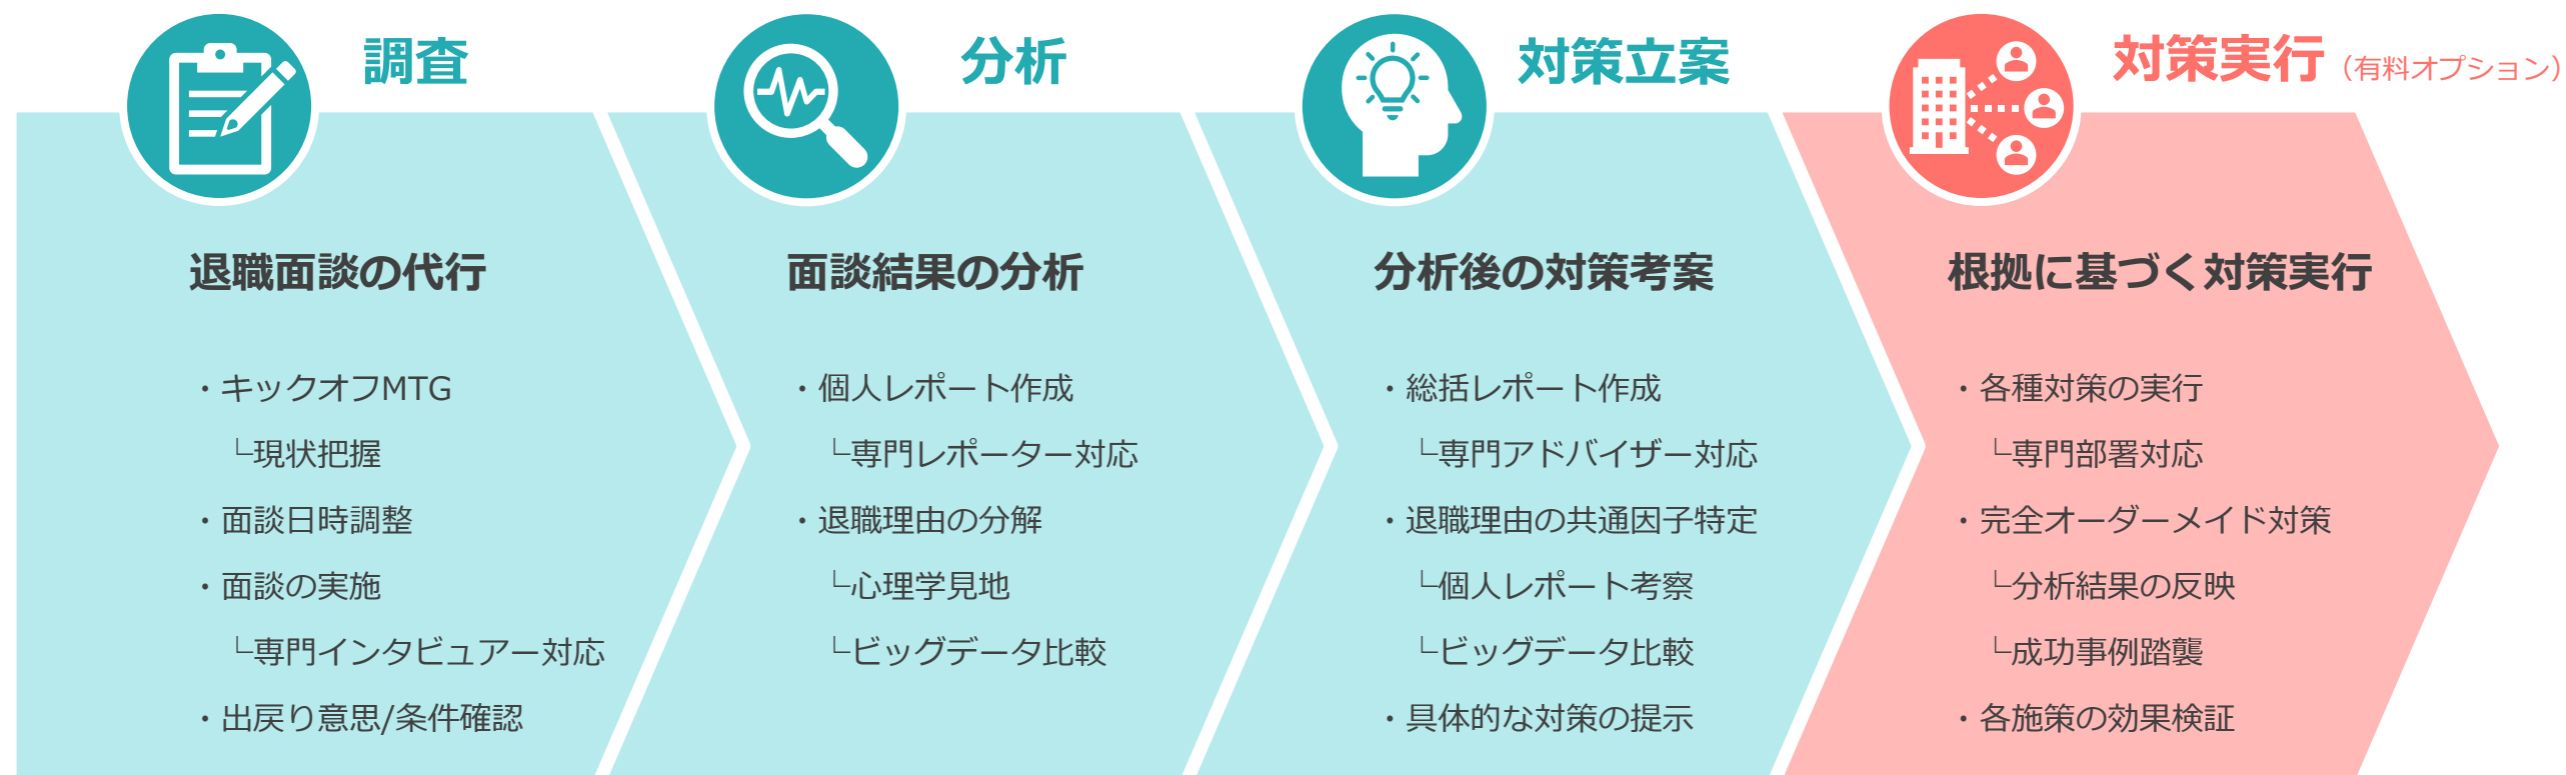 調査
退職面談の代行
・キックオフMTG
└現状把握
・面談日時調整
・面談の実施
└専門インタビュアー対応
・出戻り意思/条件確認
分析
面談結果の分析
・個人レポート作成
└専門レポーター対応
・退職理由の分解
└心理学見地
└ビッグデータ比較
対策立案
分析後の対策考案
・総括レポート作成
└専門アドバイザー対応
・退職理由の共通因子特定
└個人レポート考察
└ビッグデータ比較
・具体的な対策の提示
対策実行（有料オプション）
根拠に基づく対策実行
・各種対策の実行
└専門部署対応
・完全オーダーメイド対策
└分析結果の反映
└成功事例踏襲
・各施策の効果検証